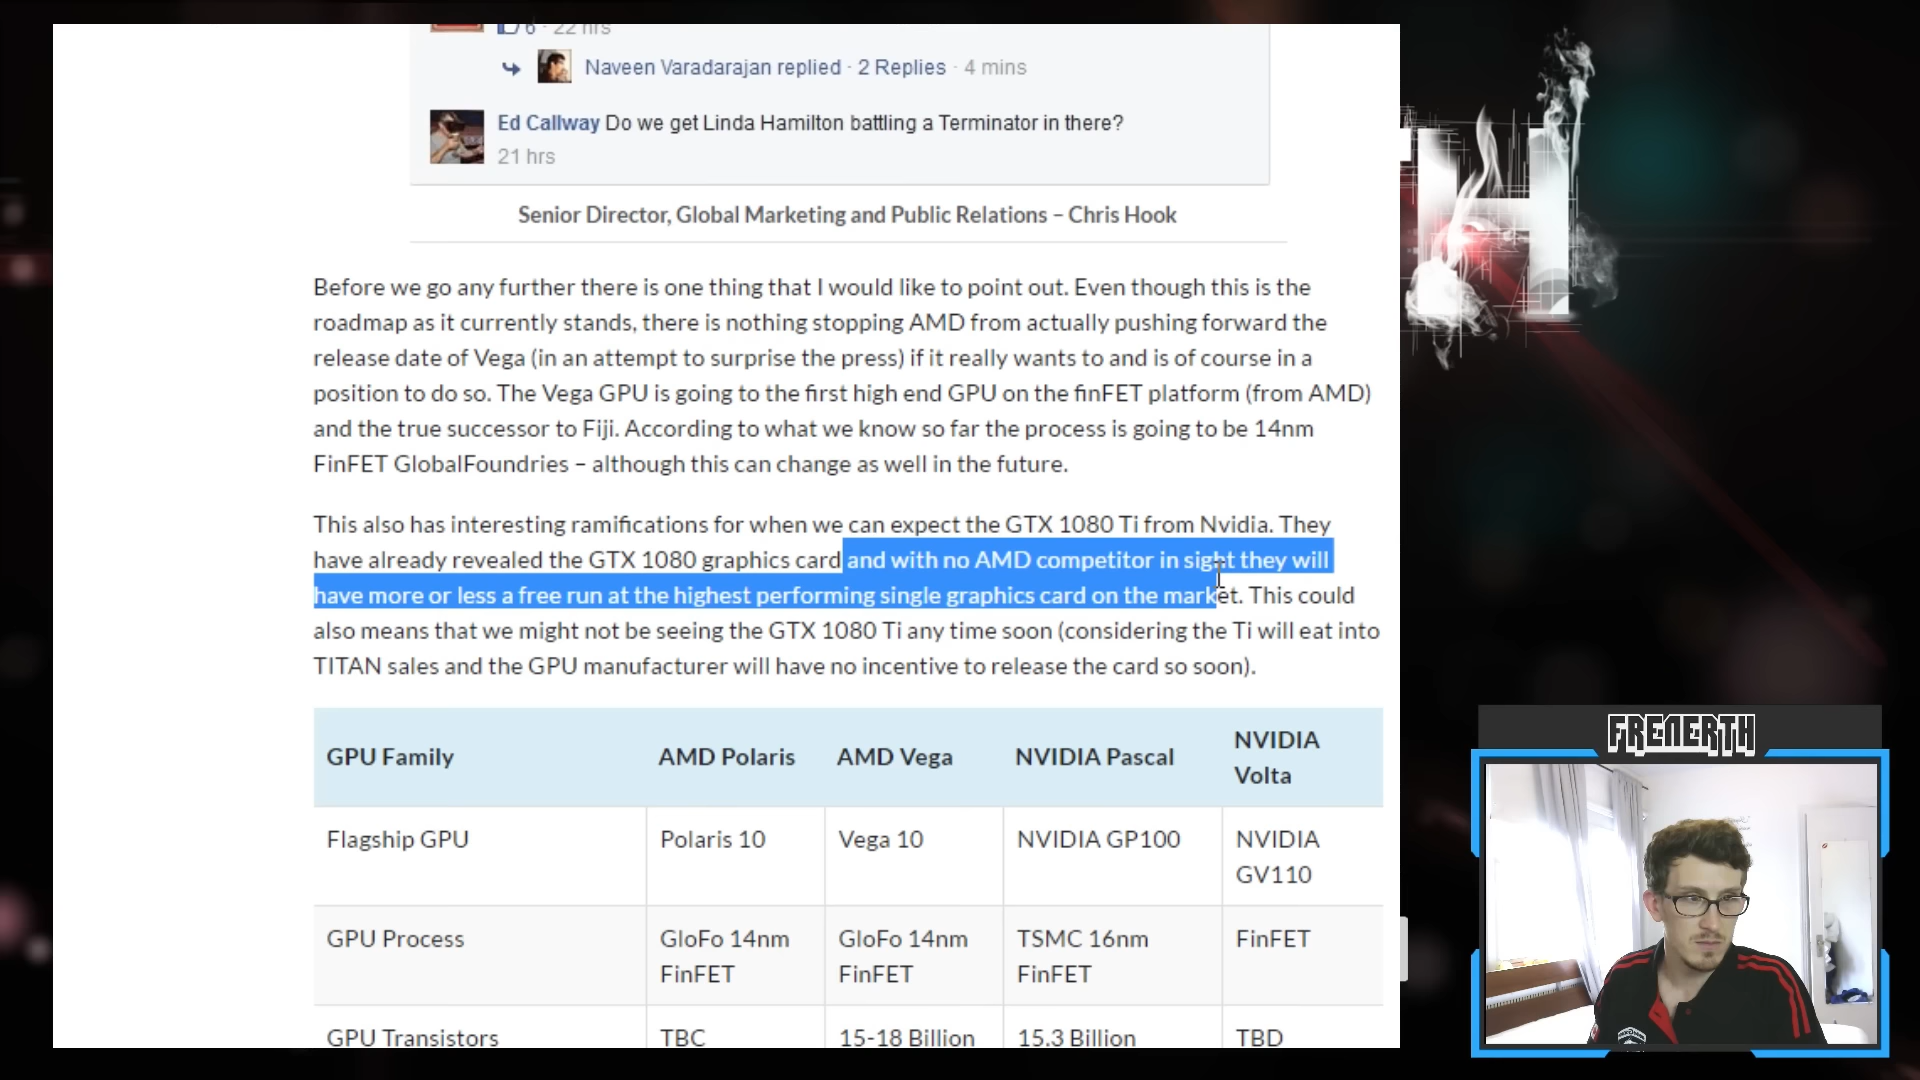 6 · 22 hrs
Naveen Varadarajan replied · 2 Replies · 4 mins
Ed Callway Do we get Linda Hamilton battling a Terminator in there?
21 hrs
Senior Director, Global Marketing and Public Relations – Chris Hook
Before we go any further there is one thing that I would like to point out. Even though this is the
roadmap as it currently stands, there is nothing stopping AMD from actually pushing forward the
release date of Vega (in an attempt to surprise the press) if it really wants to and is of course in a
position to do so. The Vega GPU is going to the first high end GPU on the finFET platform (from AMD)
and the true successor to Fiji. According to what we know so far the process is going to be 14nm
FinFET GlobalFoundries – although this can change as well in the future.
This also has interesting ramifications for when we can expect the GTX 1080 Ti from Nvidia. They
have already revealed the GTX 1080 graphics card and with no AMD competitor in sight they will
have more or less a free run at the highest performing single graphics card on the market. This could
also means that we might not be seeing the GTX 1080 Ti any time soon (considering the Ti will eat into
TITAN sales and the GPU manufacturer will have no incentive to release the card so soon).
GPU Family AMD Polaris AMD Vega NVIDIA Pascal NVIDIA
Volta
Flagship GPU Polaris 10 Vega 10 NVIDIA GP100 NVIDIA
GV110
GPU Process GloFo 14nm GloFo 14nm TSMC 16nm FinFET
FinFET FinFET FinFET
GPU Transistors TBC 15-18 Billion 15.3 Billion TBD
H
FRENERTH